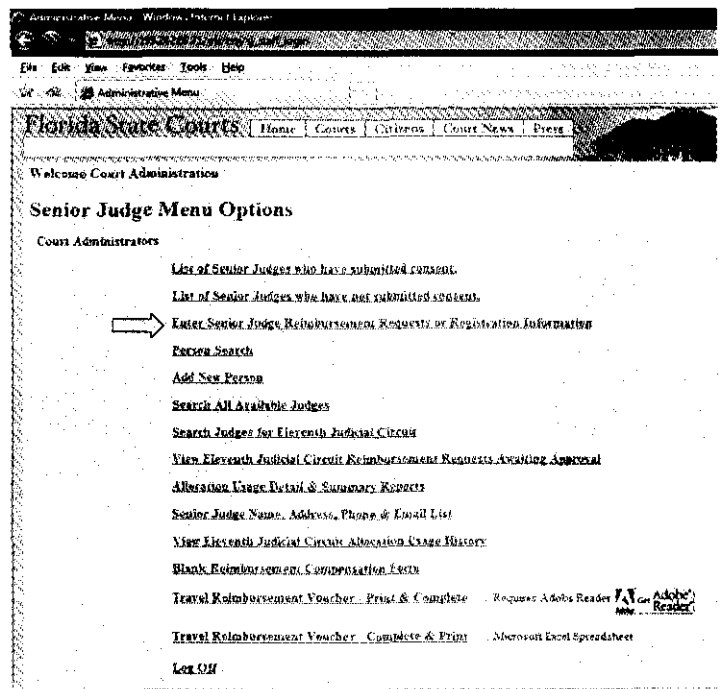 Administrative Menu - Windows Internet Explorer
File Edit View Favorites Tools Help
Administrative Menu
Florida State Courts Home Courts Citizens Court News Press
Welcome Court Administration
Senior Judge Menu Options
Court Administrators
List of Senior Judges who have submitted consent.
List of Senior Judges who have not submitted consent.
Enter Senior Judge Reimbursement Requests or Registration Information
Person Search
Add New Person
Search All Available Judges
Search Judges for Eleventh Judicial Circuit
View Eleventh Judicial Circuit Reimbursement Requests Awaiting Approval
Allocation Usage Detail & Summary Reports
Senior Judge Name, Address, Phone & Email List
View Eleventh Judicial Circuit Allocation Usage History
Blank Reimbursement Compensation Form
Travel Reimbursement Voucher - Print & Complete Requires Adobe Reader Get Adobe Reader
Travel Reimbursement Voucher - Complete & Print Microsoft Excel Spreadsheet
Log Off